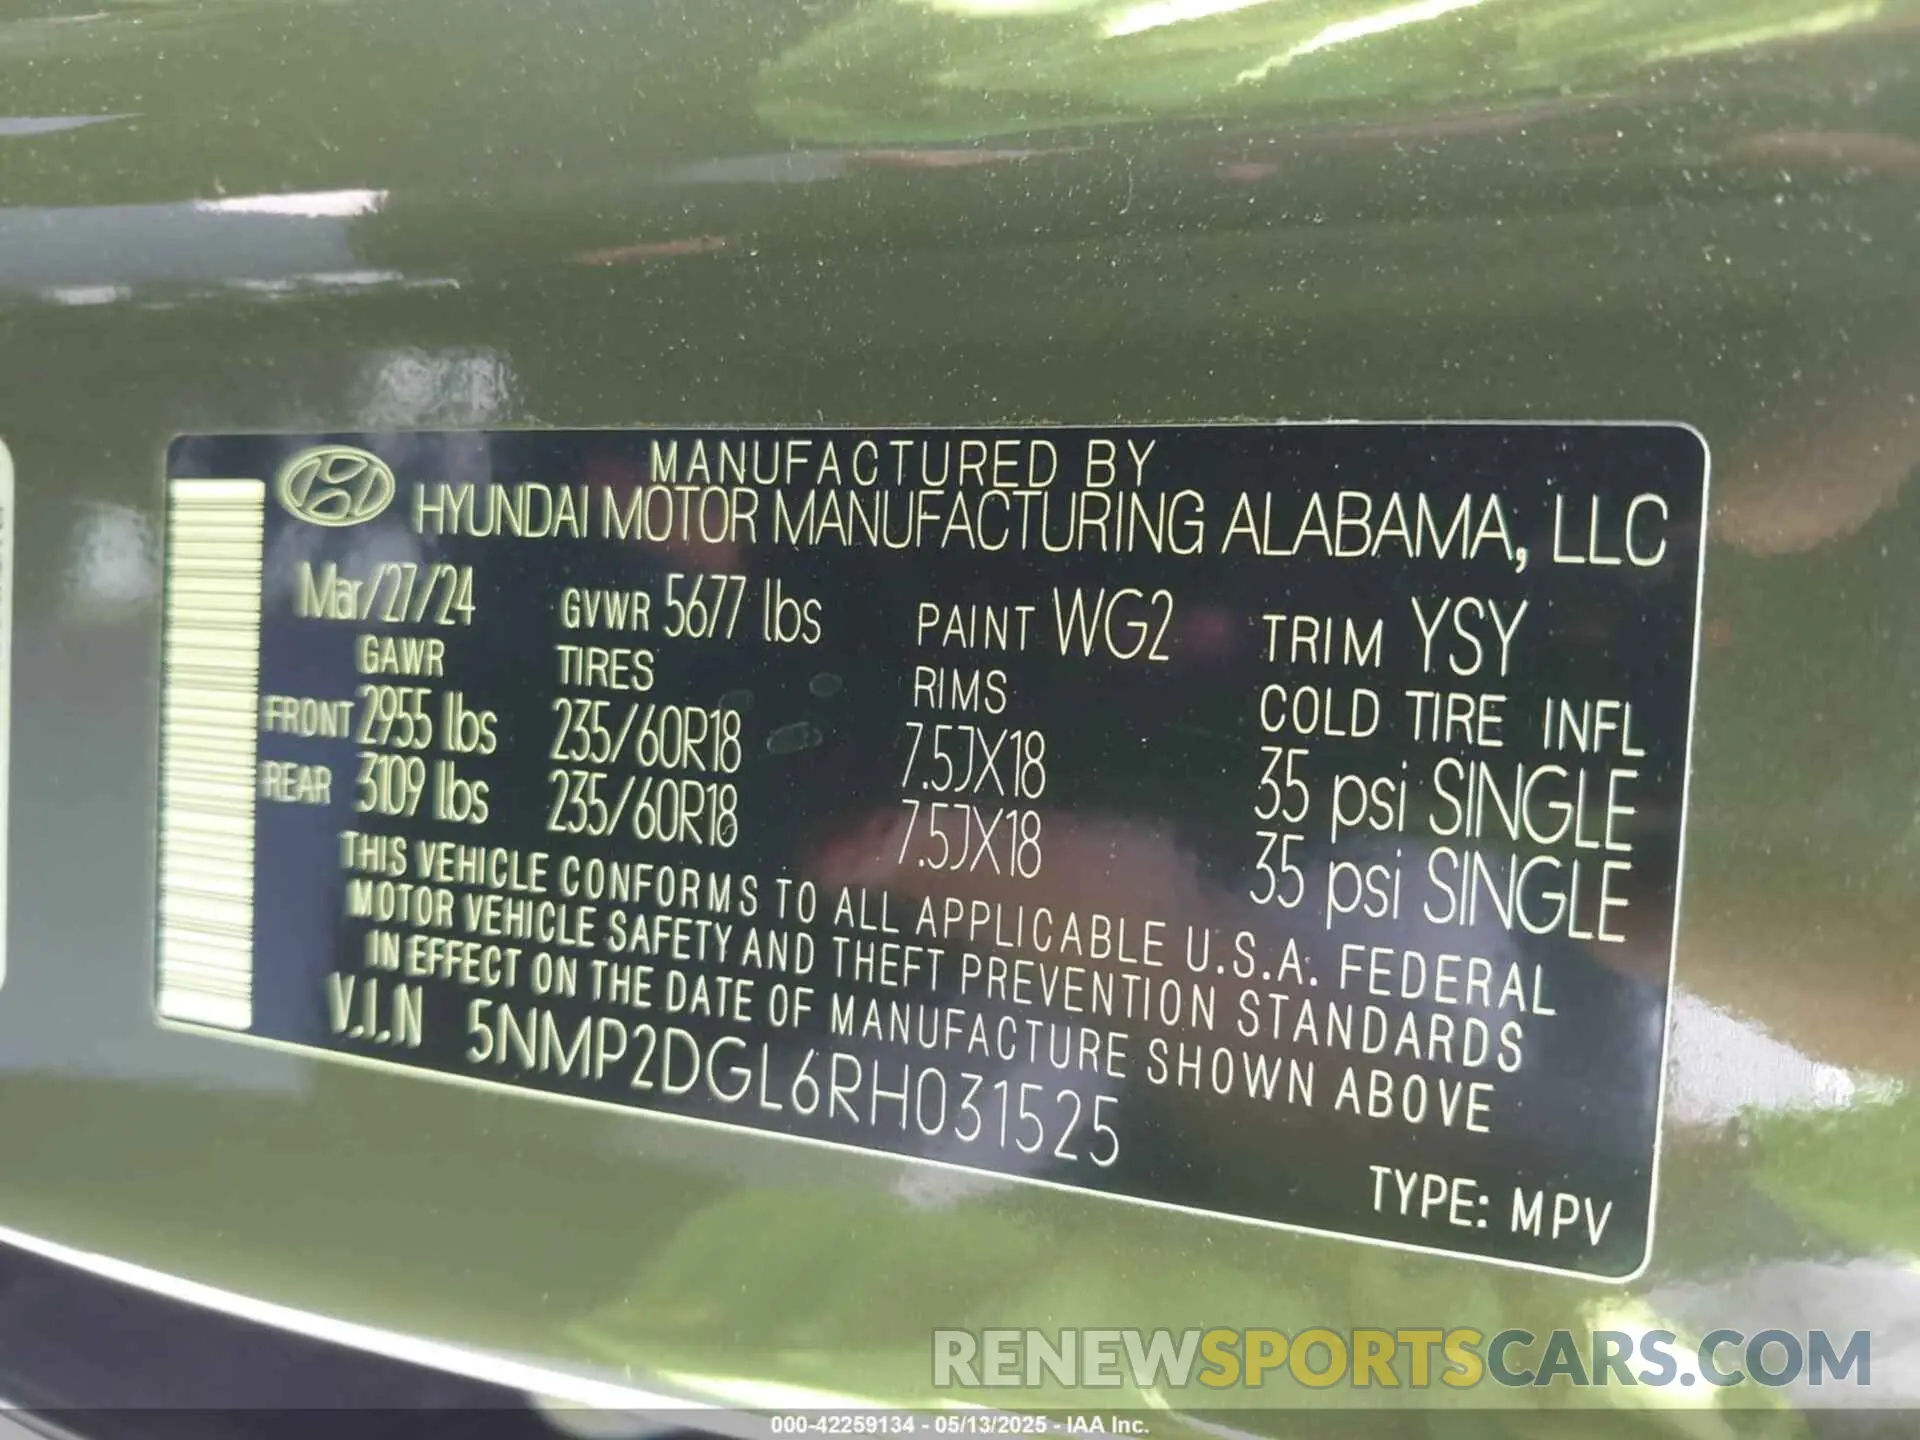 MANUFACTURED BY
HYUNDAI MOTOR MANUFACTURING ALABAMA, LLC
Mar/27/24 GVWR 5677 lbs PAINT WG2 TRIM YSY
GAWR TIRES RIMS COLD TIRE INFL
FRONT 2955 lbs 235/60R18 7.5JX18 35 psi SINGLE
REAR 3109 lbs 235/60R18 7.5JX18 35 psi SINGLE
THIS VEHICLE CONFORMS TO ALL APPLICABLE U.S.A. FEDERAL
MOTOR VEHICLE SAFETY AND THEFT PREVENTION STANDARDS
IN EFFECT ON THE DATE OF MANUFACTURE SHOWN ABOVE
V.I.N 5NMP2DGL6RH031525
TYPE: MPV
RENEWSPORTSCARS.COM
000-42259134 - 05/13/2025 - IAA Inc.